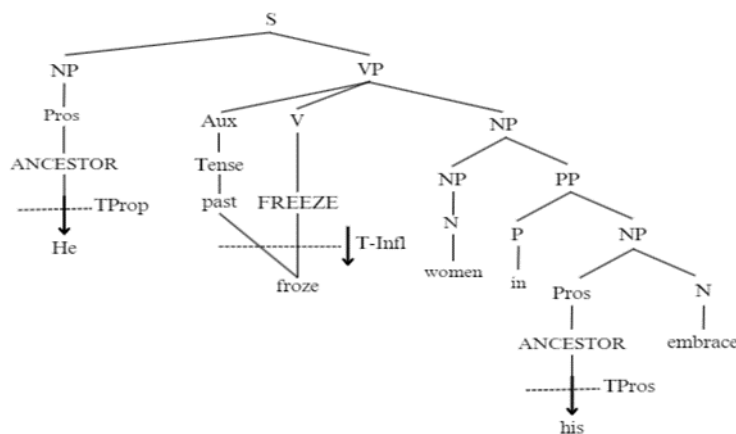 S
NP VP
Pros Aux V NP
ANCESTOR Tense NP PP
TProp past FREEZE N P NP
He T-Infl
froze women in Pros N
ANCESTOR embrace
TPros
his